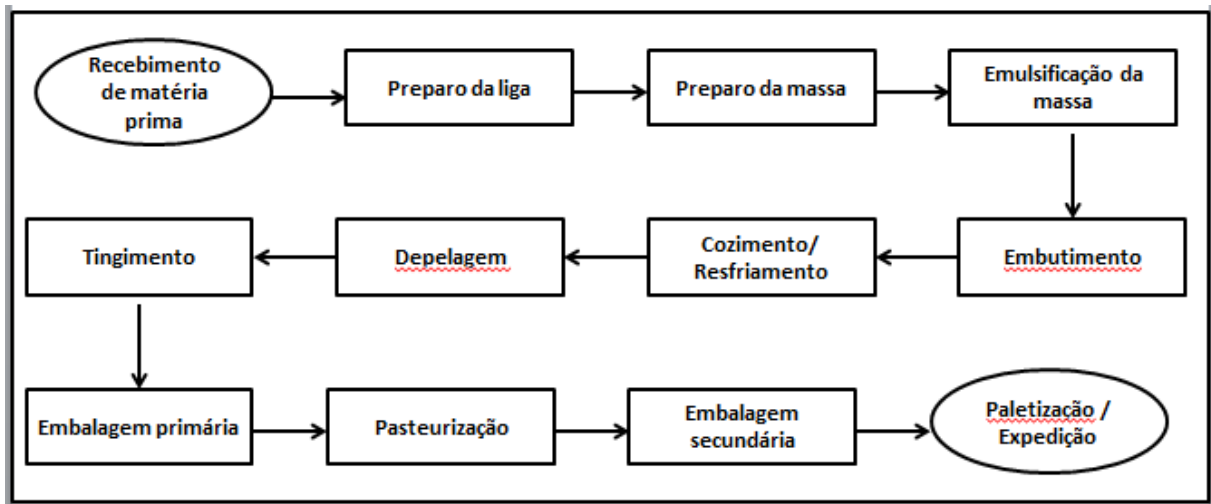 Recebimento
de matéria
prima
Preparo da liga
Preparo da massa
Emulsificação da
massa
Embutimento
Cozimento/
Resfriamento
Depelagem
Tingimento
Embalagem primária
Pasteurização
Embalagem
secundária
Paletização /
Expedição